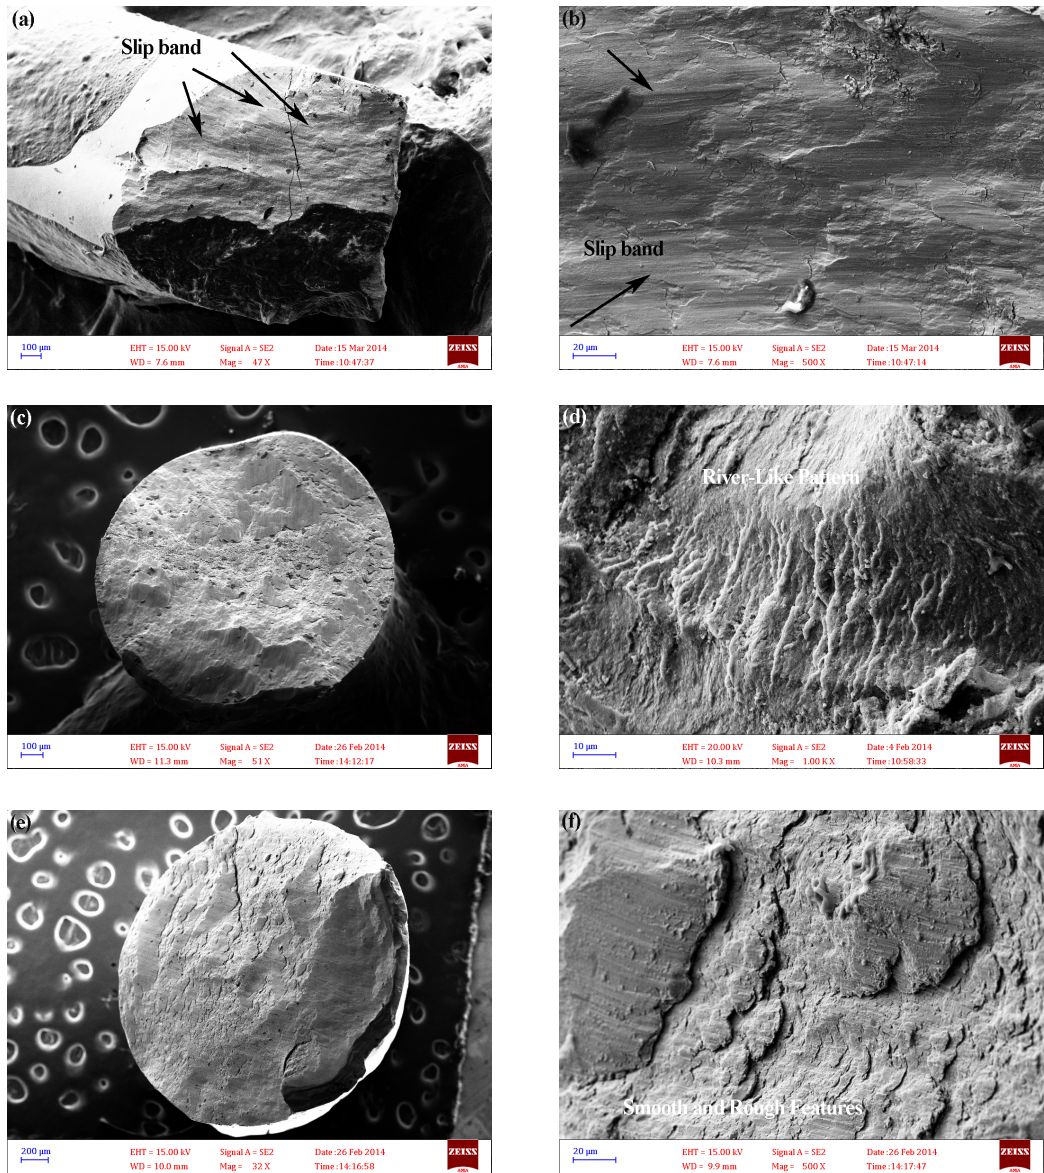 (a)
Slip band
100 µm
EHT = 15.00 kV Signal A = SE2 Date :15 Mar 2014
WD = 7.6 mm Mag = 47 X Time :10:47:37
ZEISS
(b)
Slip band
20 µm
EHT = 15.00 kV Signal A = SE2 Date :15 Mar 2014
WD = 7.6 mm Mag = 500 X Time :10:47:14
ZEISS
(c)
100 µm
EHT = 15.00 kV Signal A = SE2 Date :26 Feb 2014
WD = 11.3 mm Mag = 51 X Time :14:12:17
ZEISS
(d)
River-Like Pattern
10 µm
EHT = 20.00 kV Signal A = SE2 Date :4 Feb 2014
WD = 10.3 mm Mag = 1.00 K X Time :10:58:33
ZEISS
(e)
200 µm
EHT = 15.00 kV Signal A = SE2 Date :26 Feb 2014
WD = 10.0 mm Mag = 32 X Time :14:16:58
ZEISS
(f)
Smooth and Rough Features
20 µm
EHT = 15.00 kV Signal A = SE2 Date :26 Feb 2014
WD = 9.9 mm Mag = 500 X Time :14:17:47
ZEISS